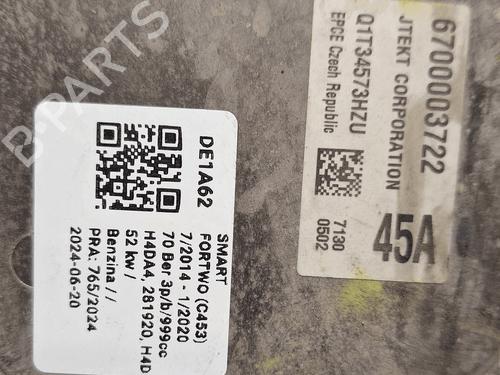 B-PARTS
6700003722
JTEKT CORPORATION
Q1T34573HZU
EPCE Czech Republic
7130
0502
45A
DE1A62
SMART
FORTWO (C453)
7/2014 - 1/2020
70 Ber 3p/b/999cc
H4DA4, 281920, H4D
52 kw /
Benzina / /
PRA: 765/2024
2024-06-20